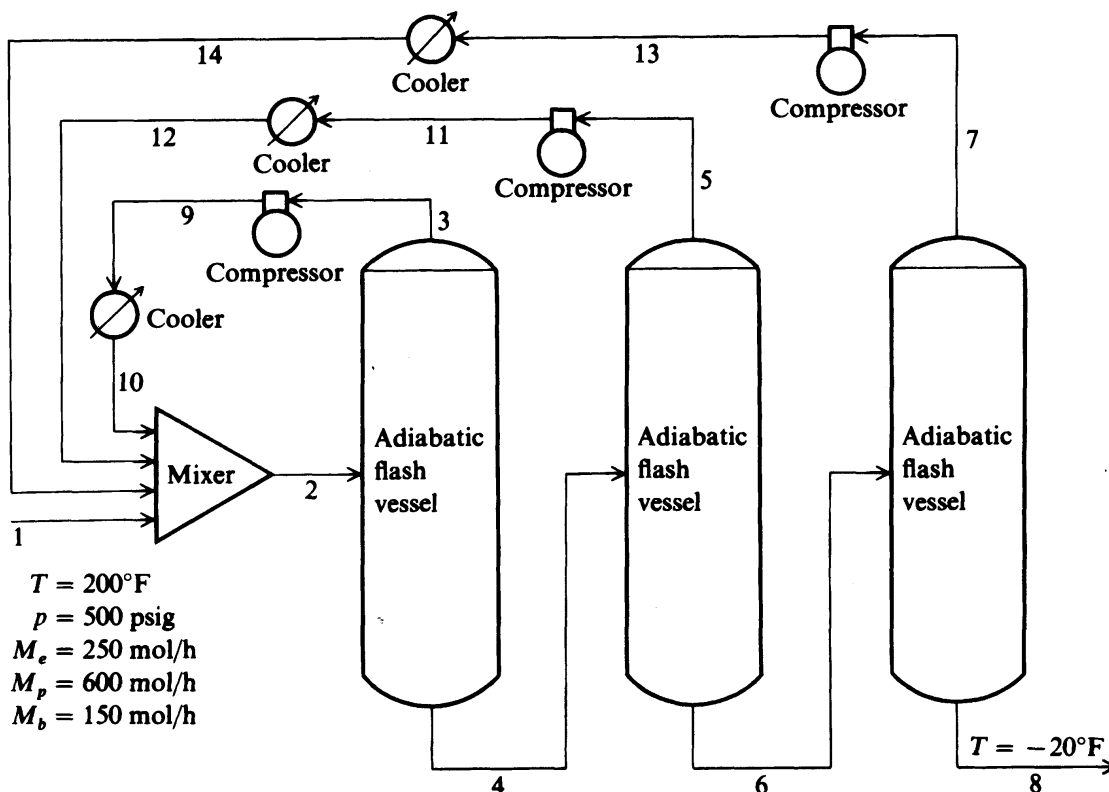 14
Cooler
13
Compressor
7
12
Cooler
11
Compressor
5
9
Compressor
3
Cooler
10
Mixer
2
1
Adiabatic
flash
vessel
Adiabatic
flash
vessel
Adiabatic
flash
vessel
T = 200°F
p = 500 psig
M_e = 250 mol/h
M_p = 600 mol/h
M_b = 150 mol/h
4
6
T = −20°F
8